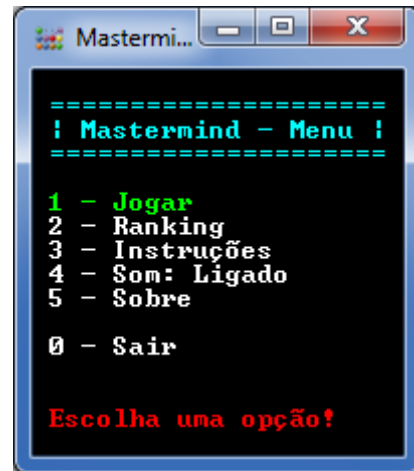 Mastermi...
=====================
¦ Mastermind - Menu ¦
=====================
1 - Jogar
2 - Ranking
3 - Instruções
4 - Som: Ligado
5 - Sobre
0 - Sair
Escolha uma opção!